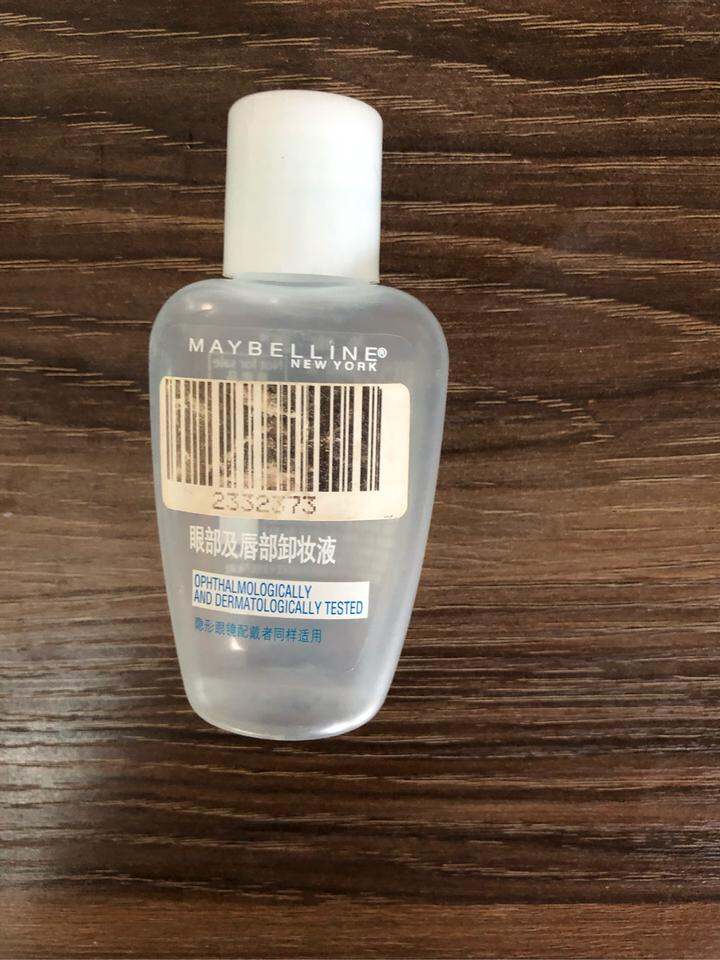 MAYBELLINE®
NEW YORK
2332373
眼部及唇部卸妆液
OPHTHALMOLOGICALLY
AND DERMATOLOGICALLY TESTED
隐形眼镜配戴者同样适用